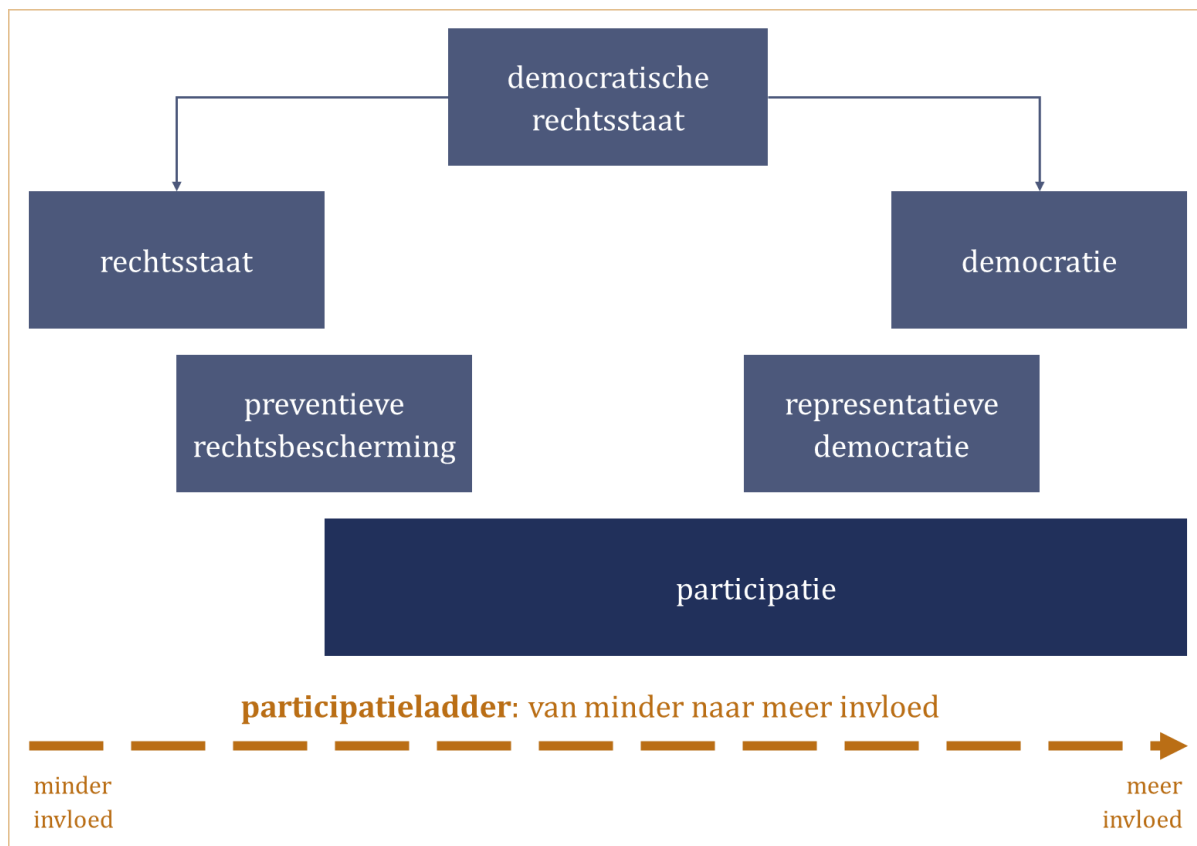 democratische
rechtsstaat
rechtsstaat
democratie
preventieve
rechtsbescherming
representatieve
democratie
participatie
participatieladder: van minder naar meer invloed
minder
invloed
meer
invloed